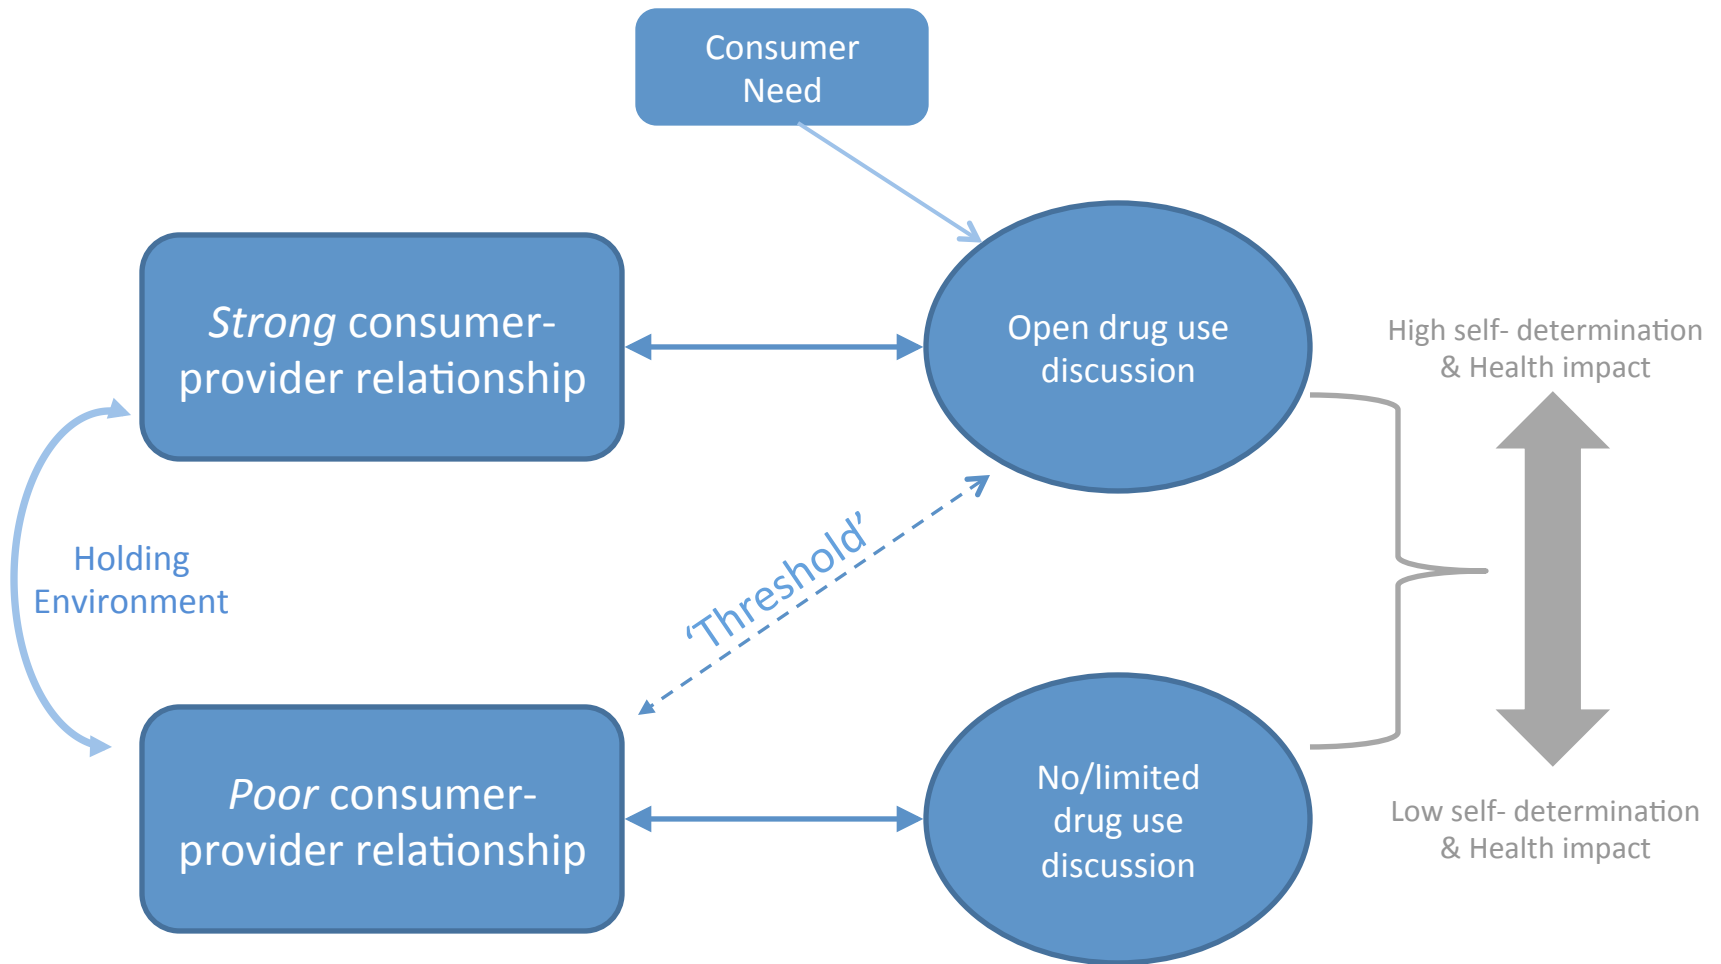 Consumer
Need
Strong consumer-
provider relationship
Open drug use
discussion
High self- determination
& Health impact
Holding
Environment
‘Threshold’
Poor consumer-
provider relationship
No/limited
drug use
discussion
Low self- determination
& Health impact